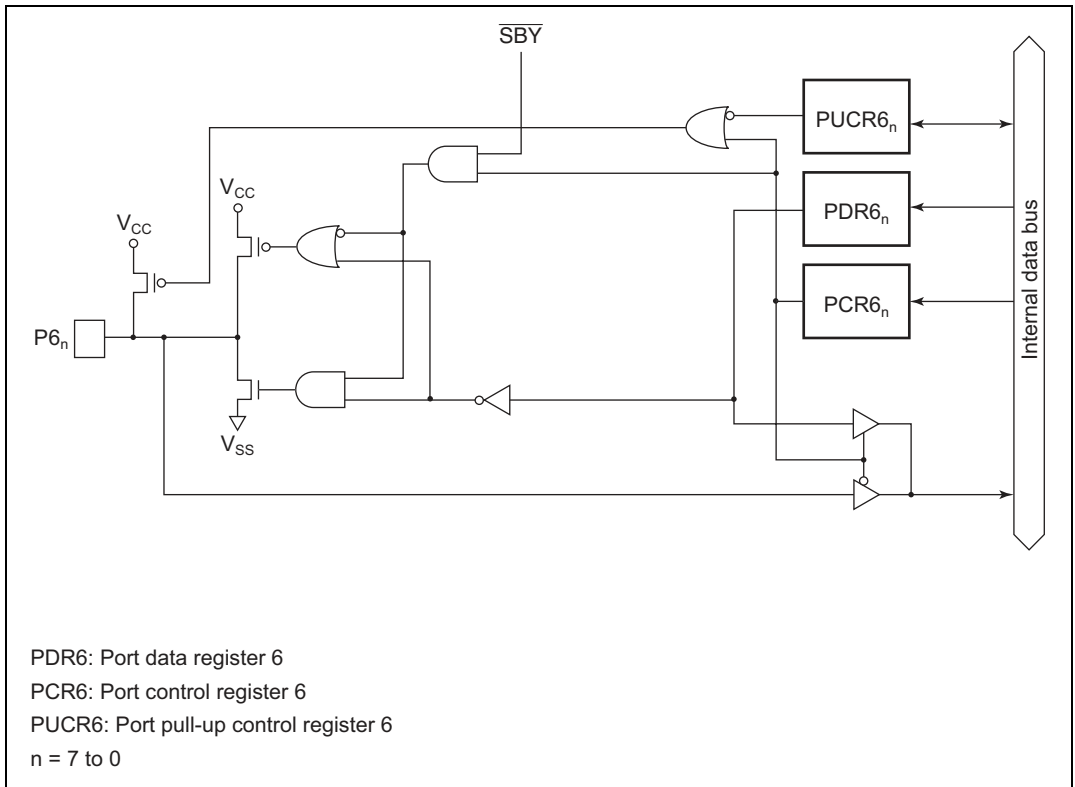 SBY
PUCR6n
VCC
VCC
PDR6n
PCR6n
P6n
VSS
Internal data bus
PDR6: Port data register 6
PCR6: Port control register 6
PUCR6: Port pull-up control register 6
n = 7 to 0